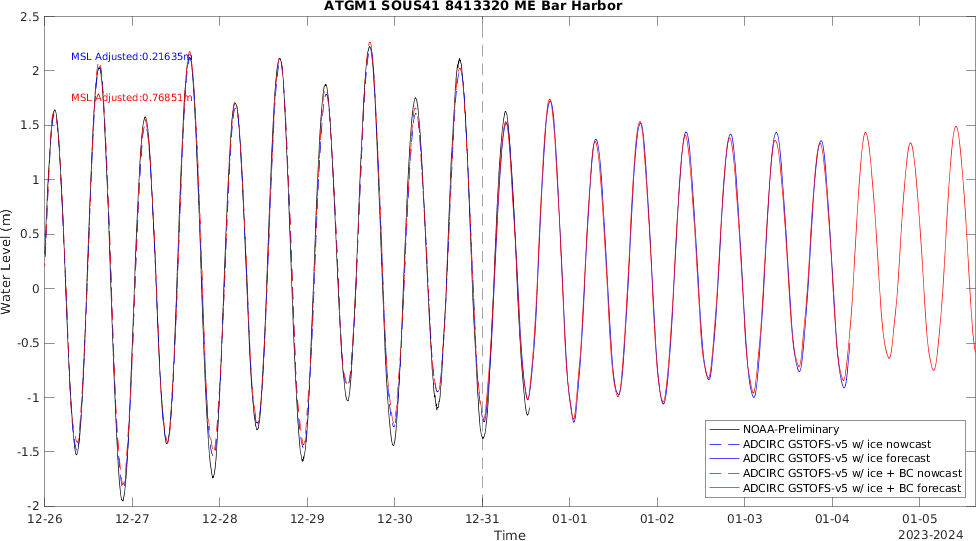 ATGM1 SOUS41 8413320 ME Bar Harbor
2.5
2
1.5
1
0.5
0
-0.5
-1
-1.5
-2
Water Level (m)
MSL Adjusted:0.21635m
MSL Adjusted:0.76851m
NOAA-Preliminary
ADCIRC GSTOFS-v5 w/ ice nowcast
ADCIRC GSTOFS-v5 w/ ice forecast
ADCIRC GSTOFS-v5 w/ ice + BC nowcast
ADCIRC GSTOFS-v5 w/ ice + BC forecast
12-26 12-27 12-28 12-29 12-30 12-31 01-01 01-02 01-03 01-04 01-05
Time
2023-2024